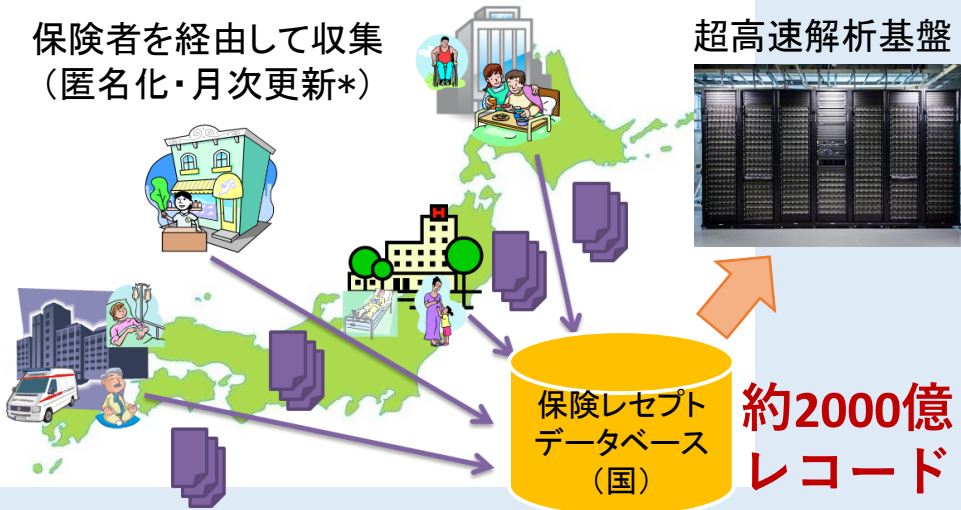 保険者を経由して収集
（匿名化・月次更新*）
超高速解析基盤
H
保険レセプト
データベース
（国）
約2000億
レコード